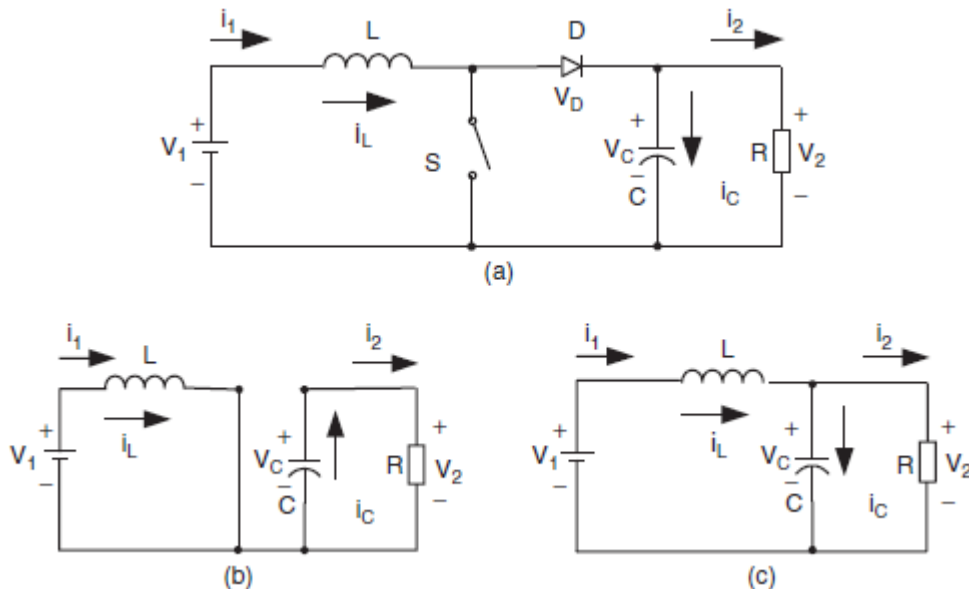 i1 L D i2
+ iL VD + +
V1 S VC R V2
– – C iC –
(a)
i1 L i2
+ iL + +
V1 VC R V2
– – C iC –
(b)
i1 L i2
+ iL + +
V1 VC R V2
– – C iC –
(c)